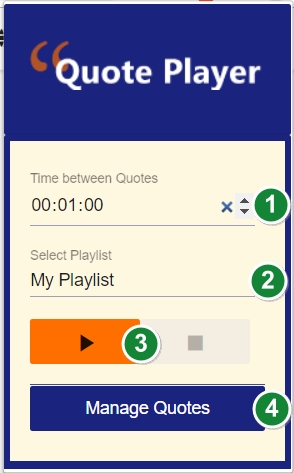 Quote Player
Time between Quotes
00:01:00
1
Select Playlist
My Playlist
2
3
Manage Quotes
4